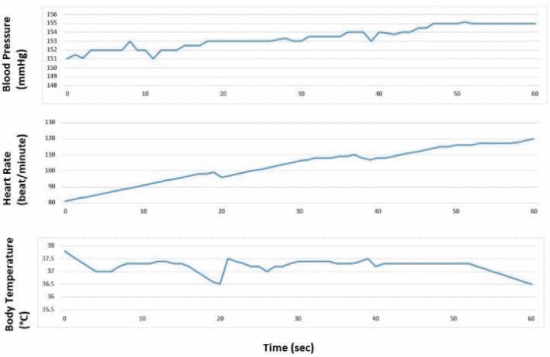 Blood Pressure
(mmHg)
156
155
154
153
152
151
150
149
148
0 10 20 30 40 50 60
Heart Rate
(beat/minute)
130
120
110
100
90
80
0 10 20 30 40 50 60
Body Temperature
(°C)
38
37.5
37
36.5
36
35.5
0 10 20 30 40 50 60
Time (sec)